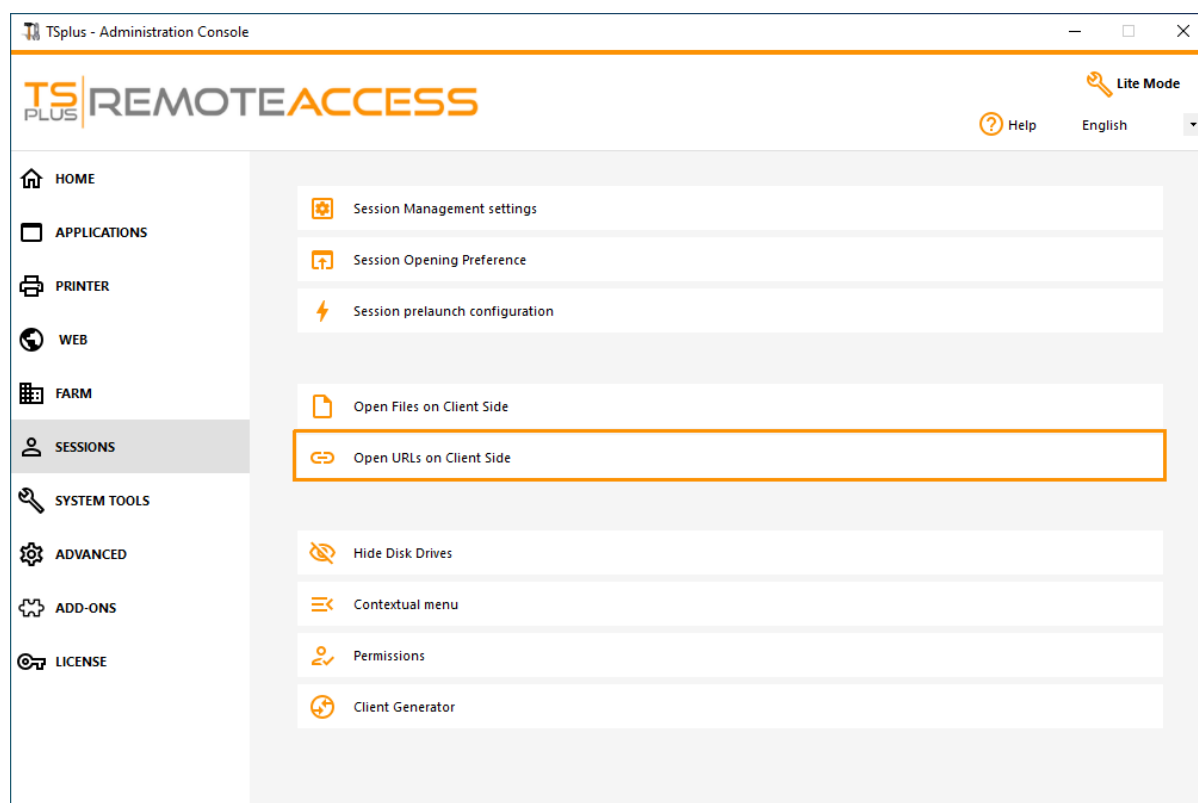 TSplus - Administration Console
TS PLUS REMOTEACCESS
Lite Mode
Help
English
HOME
APPLICATIONS
PRINTER
WEB
FARM
SESSIONS
SYSTEM TOOLS
ADVANCED
ADD-ONS
LICENSE
Session Management settings
Session Opening Preference
Session prelaunch configuration
Open Files on Client Side
Open URLs on Client Side
Hide Disk Drives
Contextual menu
Permissions
Client Generator